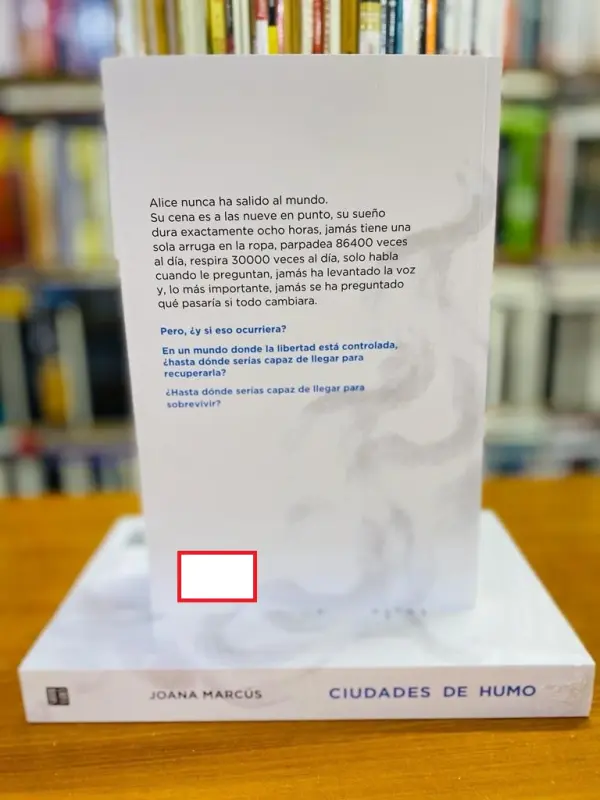 Alice nunca ha salido al mundo.
Su cena es a las nueve en punto, su sueño
dura exactamente ocho horas, jamás tiene una
sola arruga en la ropa, parpadea 86400 veces
al día, respira 30000 veces al día, solo habla
cuando le preguntan, jamás ha levantado la voz
y, lo más importante, jamás se ha preguntado
qué pasaría si todo cambiara.
Pero, ¿y si eso ocurriera?
En un mundo donde la libertad está controlada,
¿hasta dónde serías capaz de llegar para
recuperarla?
¿Hasta dónde serías capaz de llegar para
sobrevivir?
JOANA MARCÚS CIUDADES DE HUMO